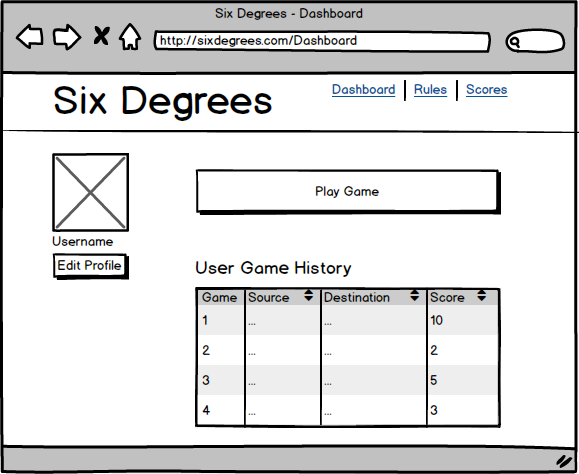 Six Degrees - Dashboard
http://sixdegrees.com/Dashboard
Six Degrees
Dashboard Rules Scores
Play Game
Username
Edit Profile
User Game History
Game Source Destination Score
1 ... ... 10
2 ... ... 2
3 ... ... 5
4 ... ... 3